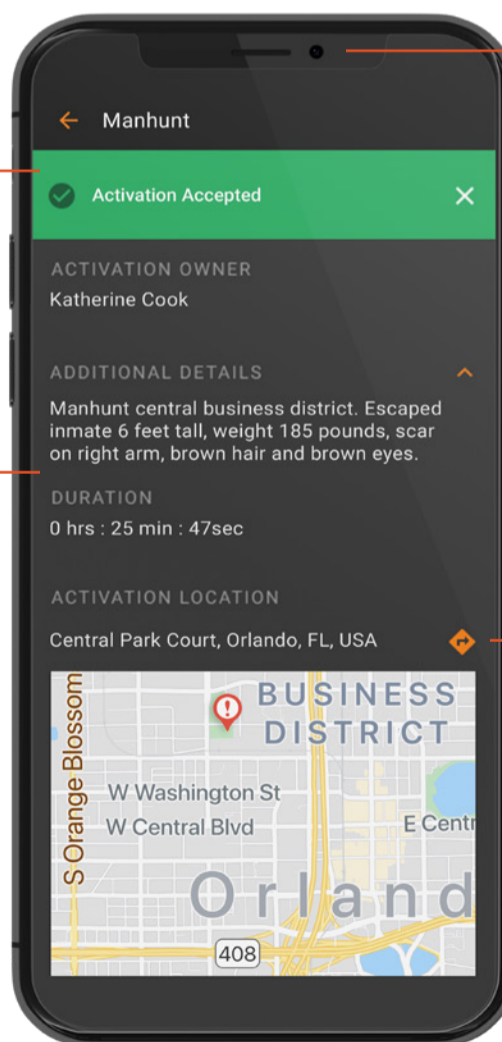 Manhunt
Activation Accepted
ACTIVATION OWNER
Katherine Cook
ADDITIONAL DETAILS
Manhunt central business district. Escaped
inmate 6 feet tall, weight 185 pounds, scar
on right arm, brown hair and brown eyes.
DURATION
0 hrs : 25 min : 47sec
ACTIVATION LOCATION
Central Park Court, Orlando, FL, USA
S Orange Blossom
BUSINESS
DISTRICT
W Washington St
W Central Blvd
E Centr
Orland
408